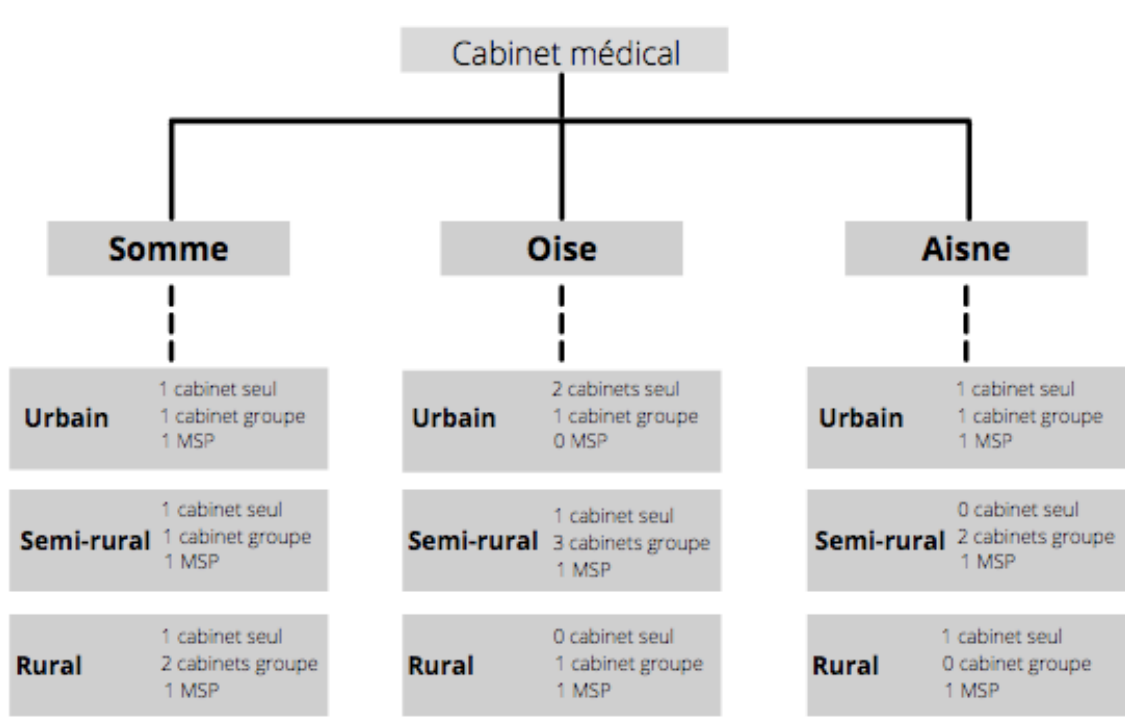 Cabinet médical
Somme
Oise
Aisne
Urbain
1 cabinet seul
1 cabinet groupe
1 MSP
Urbain
2 cabinets seul
1 cabinet groupe
0 MSP
Urbain
1 cabinet seul
1 cabinet groupe
1 MSP
Semi-rural
1 cabinet seul
1 cabinet groupe
1 MSP
Semi-rural
1 cabinet seul
3 cabinets groupe
1 MSP
Semi-rural
0 cabinet seul
2 cabinets groupe
1 MSP
Rural
1 cabinet seul
2 cabinets groupe
1 MSP
Rural
0 cabinet seul
1 cabinet groupe
1 MSP
Rural
1 cabinet seul
0 cabinet groupe
1 MSP